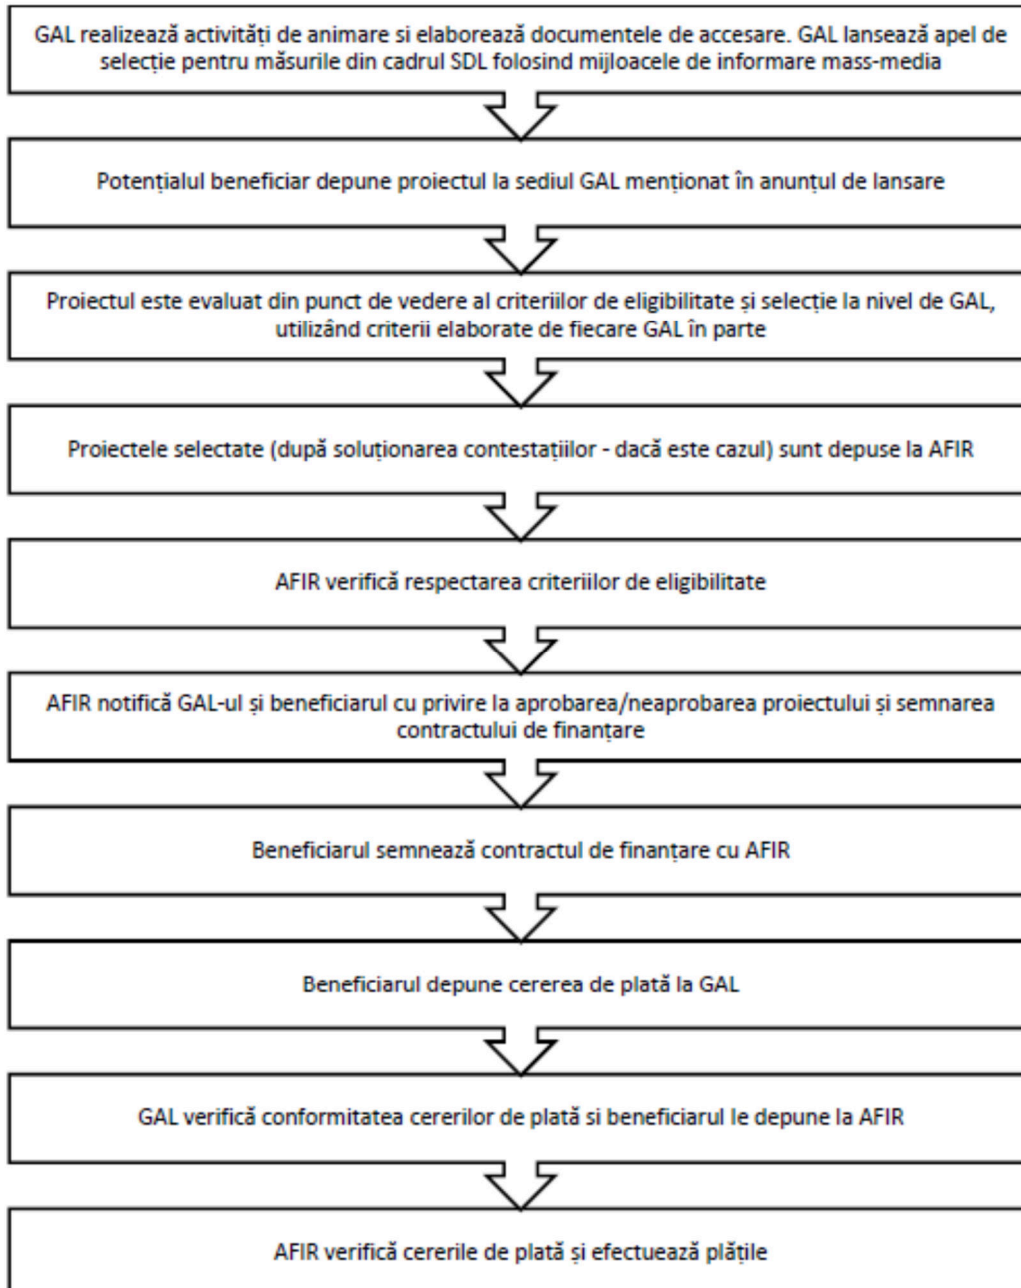 GAL realizează activități de animare si elaborează documentele de accesare. GAL lansează apel de
selecție pentru măsurile din cadrul SDL folosind mijloacele de informare mass-media
Potențialul beneficiar depune proiectul la sediul GAL menționat în anunțul de lansare
Proiectul este evaluat din punct de vedere al criteriilor de eligibilitate și selecție la nivel de GAL,
utilizând criterii elaborate de fiecare GAL în parte
Proiectele selectate (după soluționarea contestațiilor - dacă este cazul) sunt depuse la AFIR
AFIR verifică respectarea criteriilor de eligibilitate
AFIR notifică GAL-ul și beneficiarul cu privire la aprobarea/neaprobarea proiectului și semnarea
contractului de finanțare
Beneficiarul semnează contractul de finanțare cu AFIR
Beneficiarul depune cererea de plată la GAL
GAL verifică conformitatea cererilor de plată si beneficiarul le depune la AFIR
AFIR verifică cererile de plată și efectuează plățile